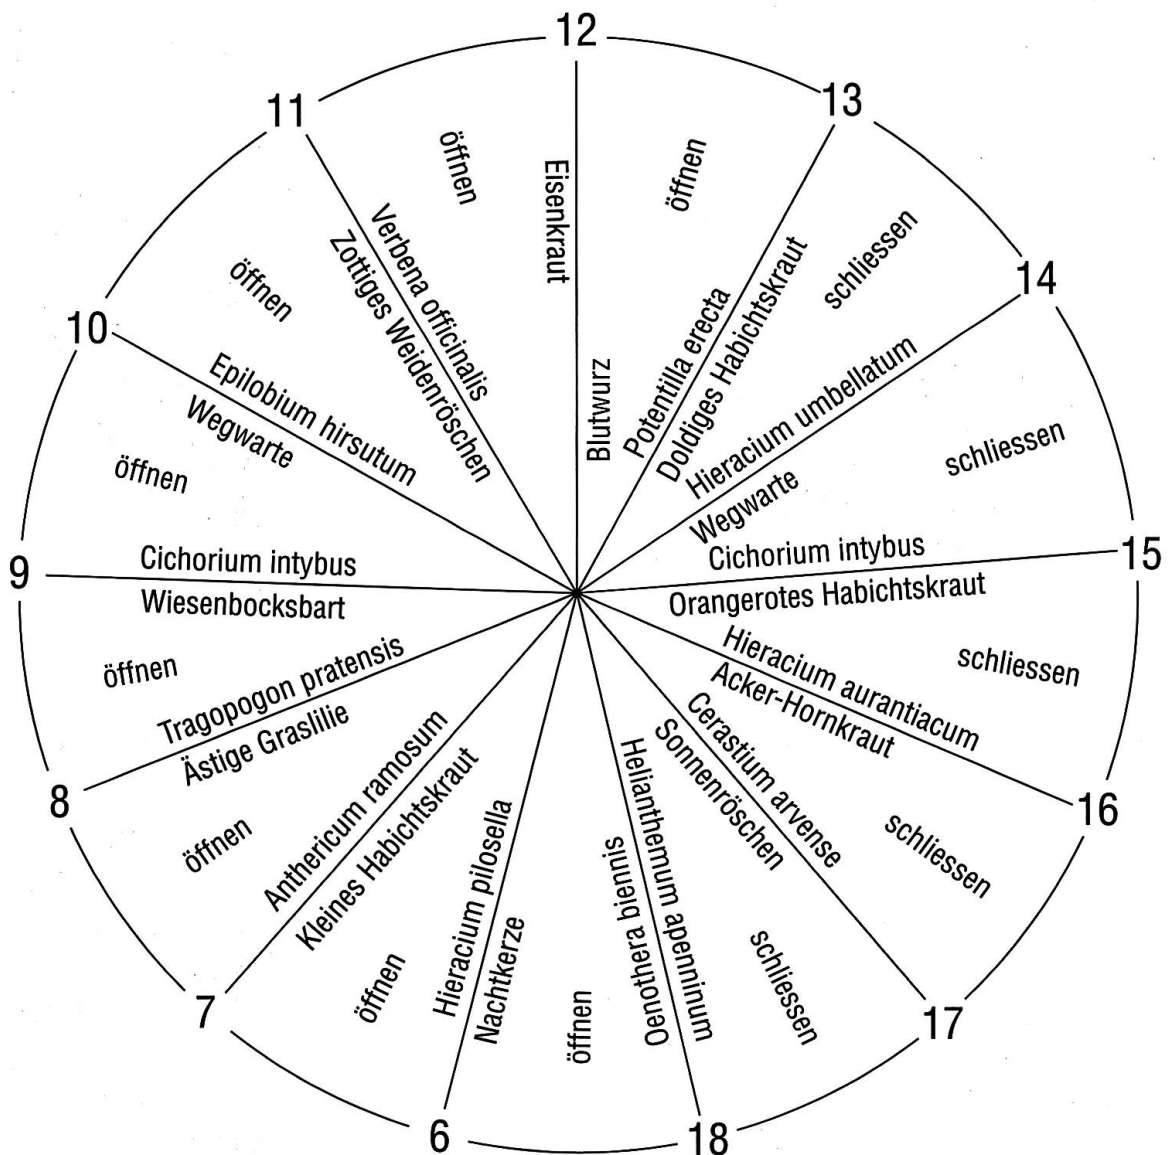 12
13
14
15
16
17
18
6
7
8
9
10
11
öffnen
Blutwurz
Potentilla erecta
schliessen
Doldiges Habichtskraut
Hieracium umbellatum
schliessen
Wegwarte
Cichorium intybus
schliessen
Orangerotes Habichtskraut
Hieracium aurantiacum
schliessen
Acker-Hornkraut
Cerastium arvense
schliessen
Sonnenröschen
Helianthemum apenninum
öffnen
Nachtkerze
Oenothera biennis
öffnen
Kleines Habichtskraut
Hieracium pilosella
öffnen
Ästige Graslilie
Anthericum ramosum
öffnen
Wiesenbocksbart
Tragopogon pratensis
öffnen
Wegwarte
Cichorium intybus
öffnen
Zottiges Weidenröschen
Epilobium hirsutum
öffnen
Eisenkraut
Verbena officinalis